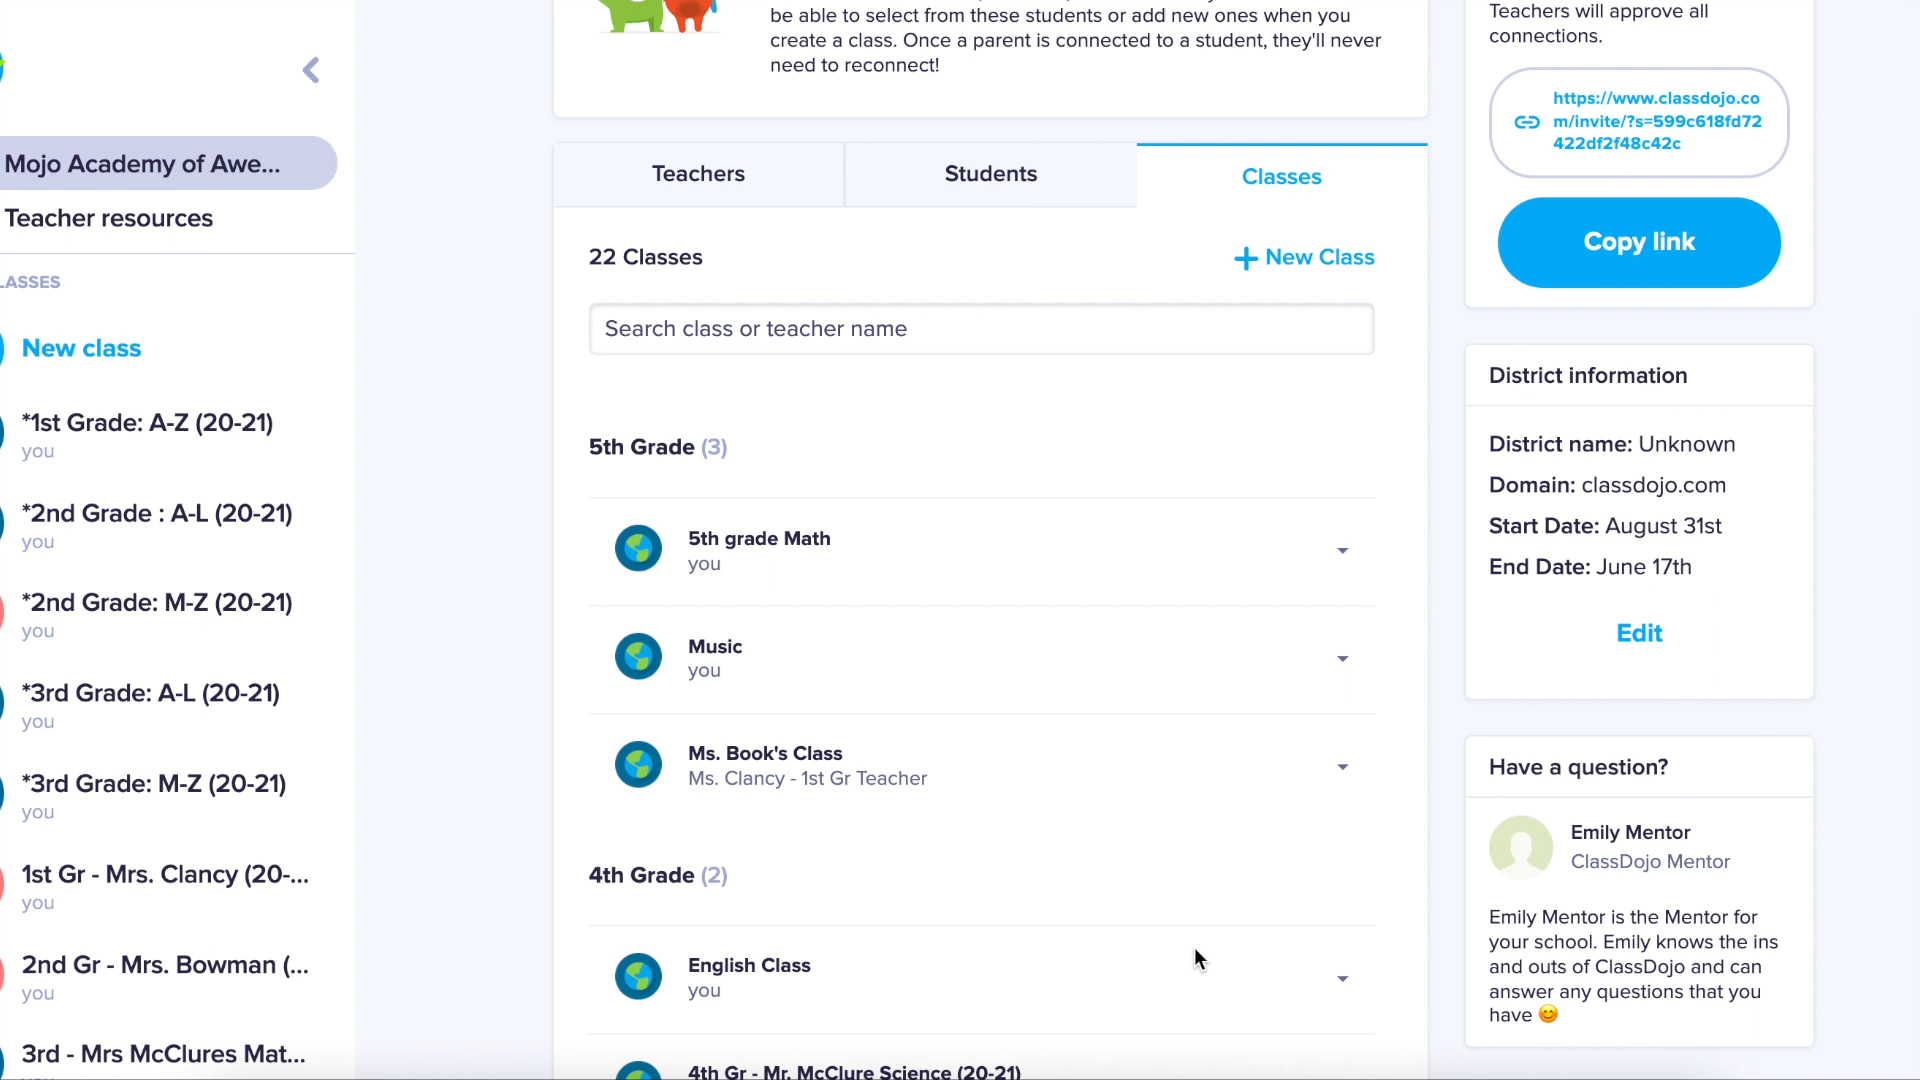 be able to select from these students or add new ones when you
create a class. Once a parent is connected to a student, they'll never
need to reconnect!
Teachers will approve all
connections.
https://www.classdojo.co
m/invite/?s=599c618fd72
422df2f48c42c
Copy link
Mojo Academy of Awe...
Teacher resources
LASSES
New class
*1st Grade: A-Z (20-21)
you
*2nd Grade : A-L (20-21)
you
*2nd Grade: M-Z (20-21)
you
*3rd Grade: A-L (20-21)
you
*3rd Grade: M-Z (20-21)
you
1st Gr - Mrs. Clancy (20-...
you
2nd Gr - Mrs. Bowman (...
you
3rd - Mrs McClures Mat...
Teachers
Students
Classes
22 Classes
New Class
Search class or teacher name
5th Grade (3)
5th grade Math
you
Music
you
Ms. Book's Class
Ms. Clancy - 1st Gr Teacher
4th Grade (2)
English Class
you
4th Gr - Mr. McClure Science (20-21)
District information
District name: Unknown
Domain: classdojo.com
Start Date: August 31st
End Date: June 17th
Edit
Have a question?
Emily Mentor
ClassDojo Mentor
Emily Mentor is the Mentor for
your school. Emily knows the ins
and outs of ClassDojo and can
answer any questions that you
have 😊